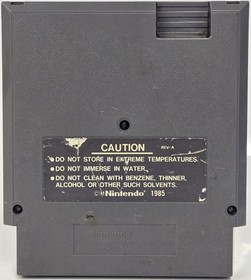 CAUTION
REV-A
• DO NOT STORE IN EXTREME TEMPERATURES.
• DO NOT IMMERSE IN WATER.
• DO NOT CLEAN WITH BENZENE, THINNER,
ALCOHOL OR OTHER SUCH SOLVENTS.
©Nintendo 1985